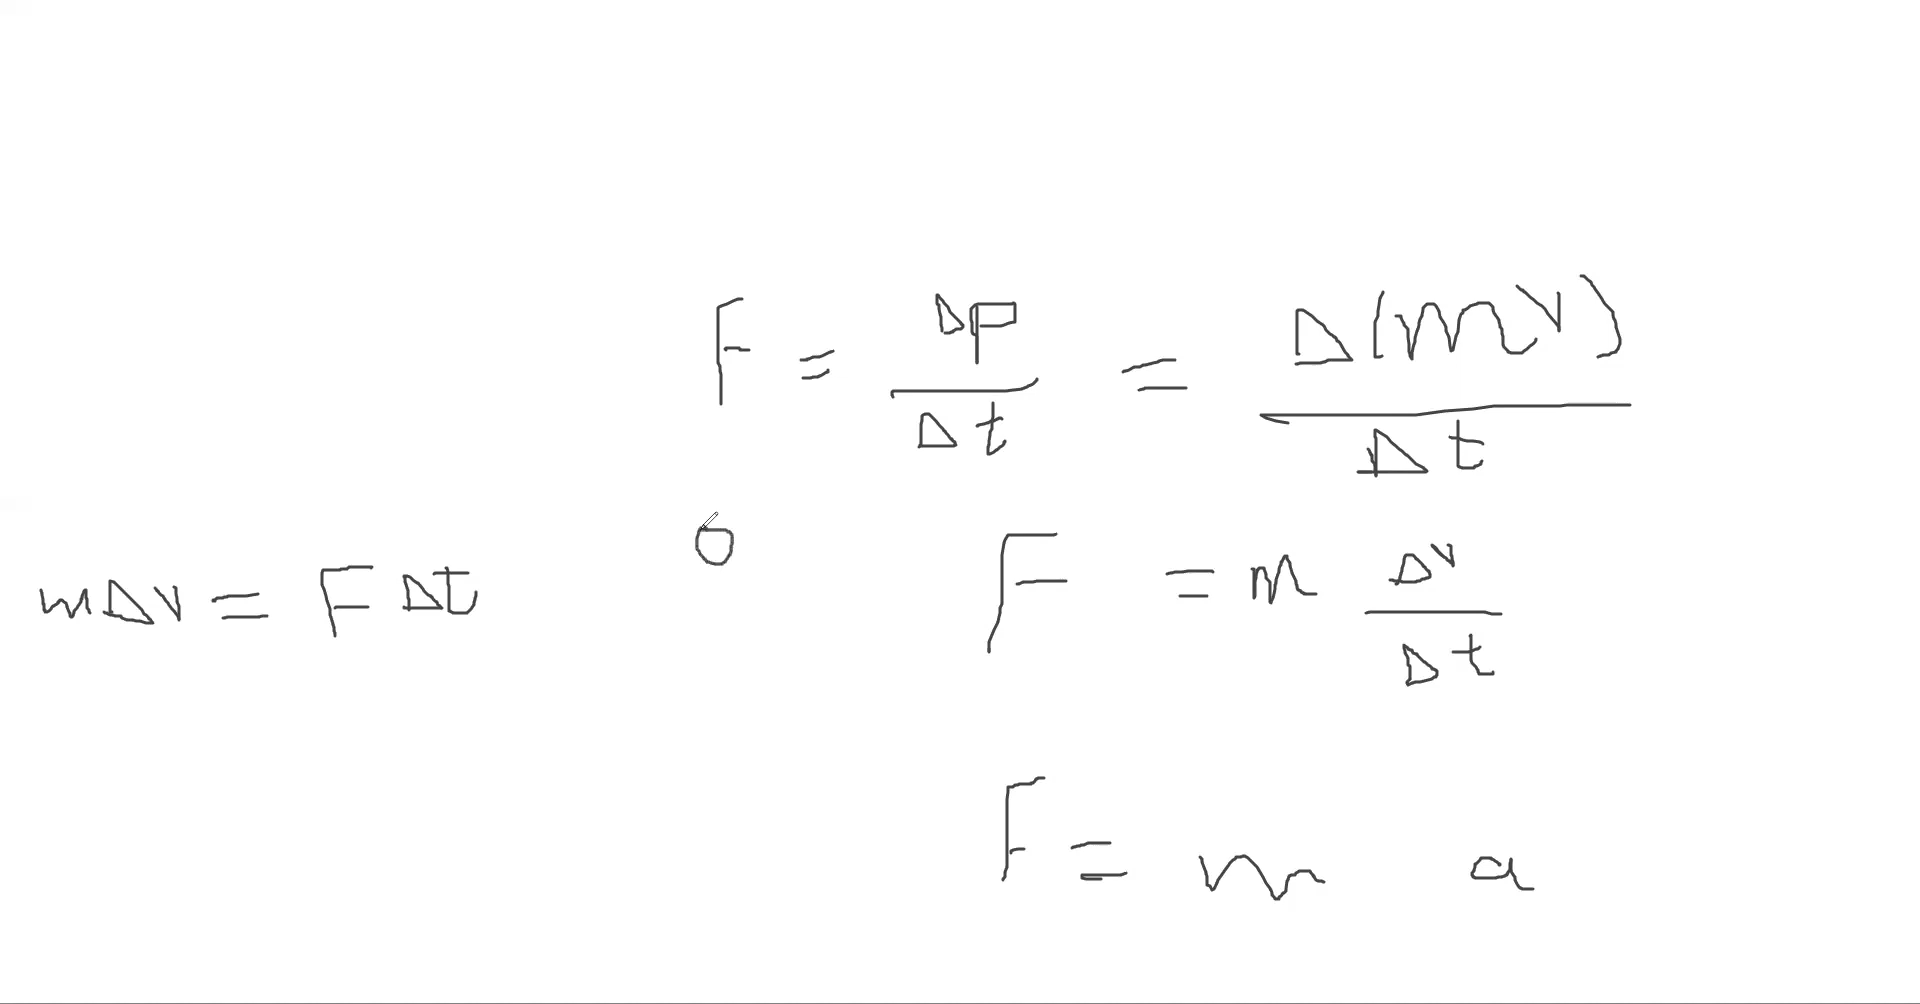 F = Δp/Δt = Δ(mv)/Δt
mΔv = FΔt
O
F = m Δv/Δt
F = m a